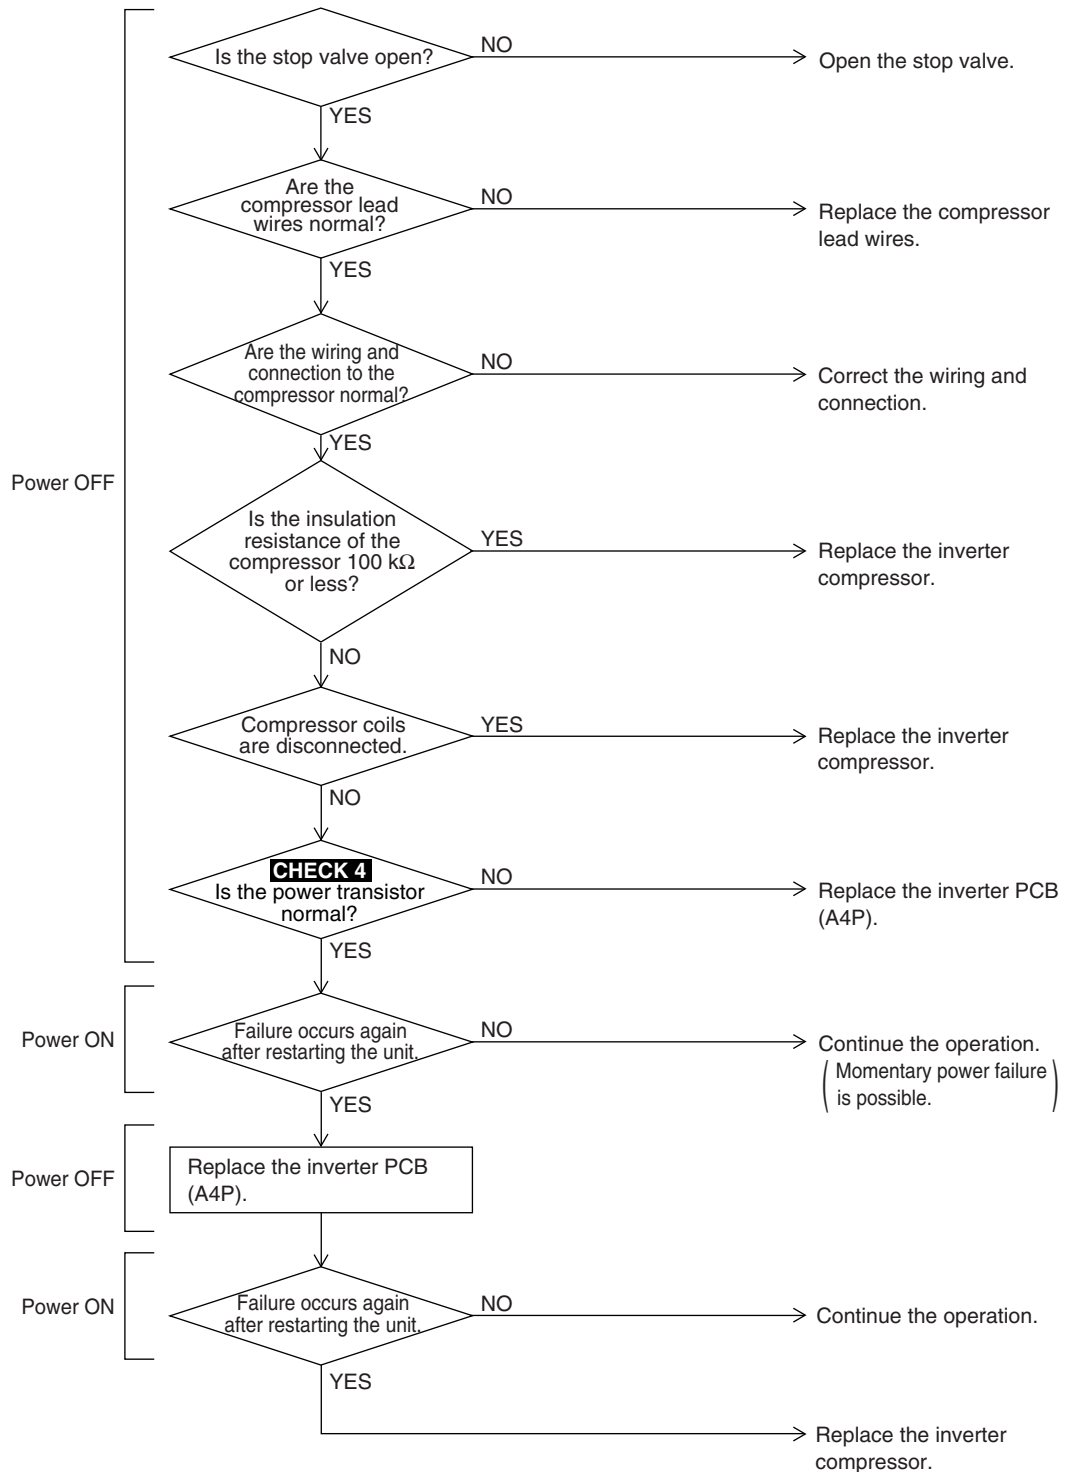 Is the stop valve open?
NO
Open the stop valve.
YES
Are the
compressor lead
wires normal?
NO
Replace the compressor
lead wires.
YES
Are the wiring and
connection to the
compressor normal?
NO
Correct the wiring and
connection.
YES
Power OFF
Is the insulation
resistance of the
compressor 100 kΩ
or less?
YES
Replace the inverter
compressor.
NO
Compressor coils
are disconnected.
YES
Replace the inverter
compressor.
NO
CHECK 4
Is the power transistor
normal?
NO
Replace the inverter PCB
(A4P).
YES
Power ON
Failure occurs again
after restarting the unit.
NO
Continue the operation.
( Momentary power failure )
is possible.
YES
Power OFF
Replace the inverter PCB
(A4P).
Power ON
Failure occurs again
after restarting the unit.
NO
Continue the operation.
YES
Replace the inverter
compressor.